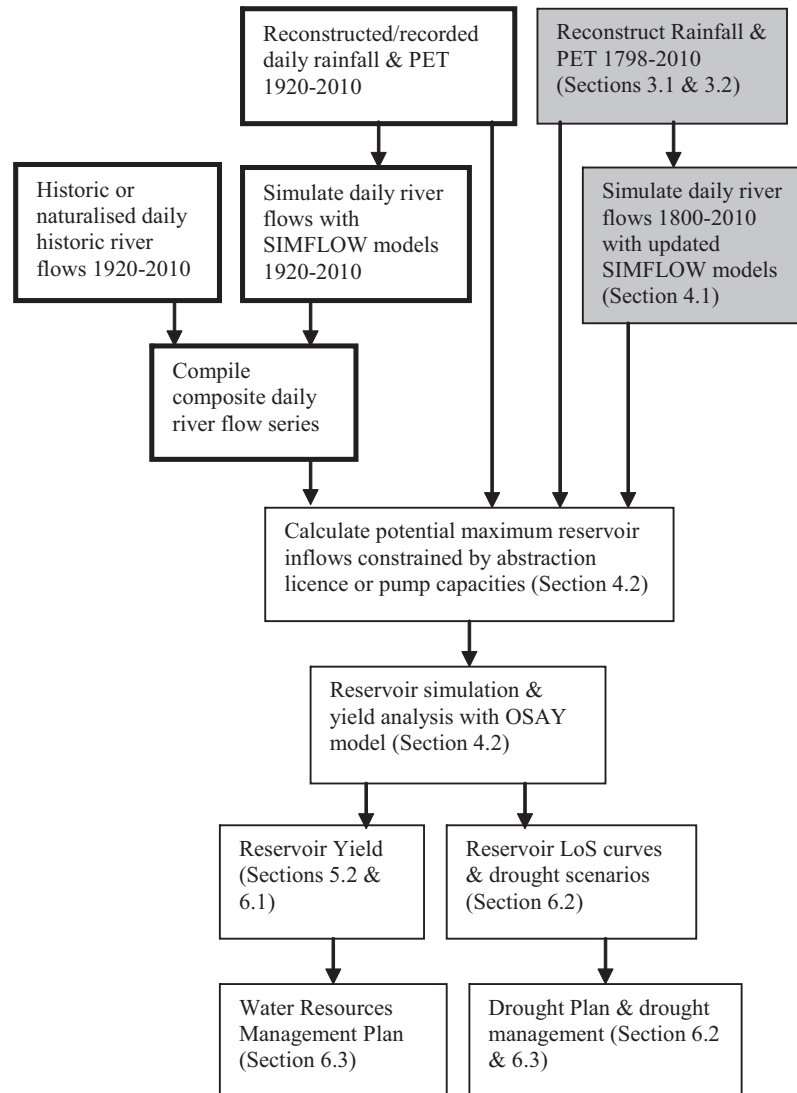 Reconstructed/recorded
daily rainfall & PET
1920-2010
Reconstruct Rainfall &
PET 1798-2010
(Sections 3.1 & 3.2)
Historic or
naturalised daily
historic river
flows 1920-2010
Simulate daily river
flows with
SIMFLOW models
1920-2010
Simulate daily river
flows 1800-2010
with updated
SIMFLOW models
(Section 4.1)
Compile
composite daily
river flow series
Calculate potential maximum reservoir
inflows constrained by abstraction
licence or pump capacities (Section 4.2)
Reservoir simulation &
yield analysis with OSAY
model (Section 4.2)
Reservoir Yield
(Sections 5.2 &
6.1)
Reservoir LoS curves
& drought scenarios
(Section 6.2)
Water Resources
Management Plan
(Section 6.3)
Drought Plan & drought
management (Section 6.2
& 6.3)